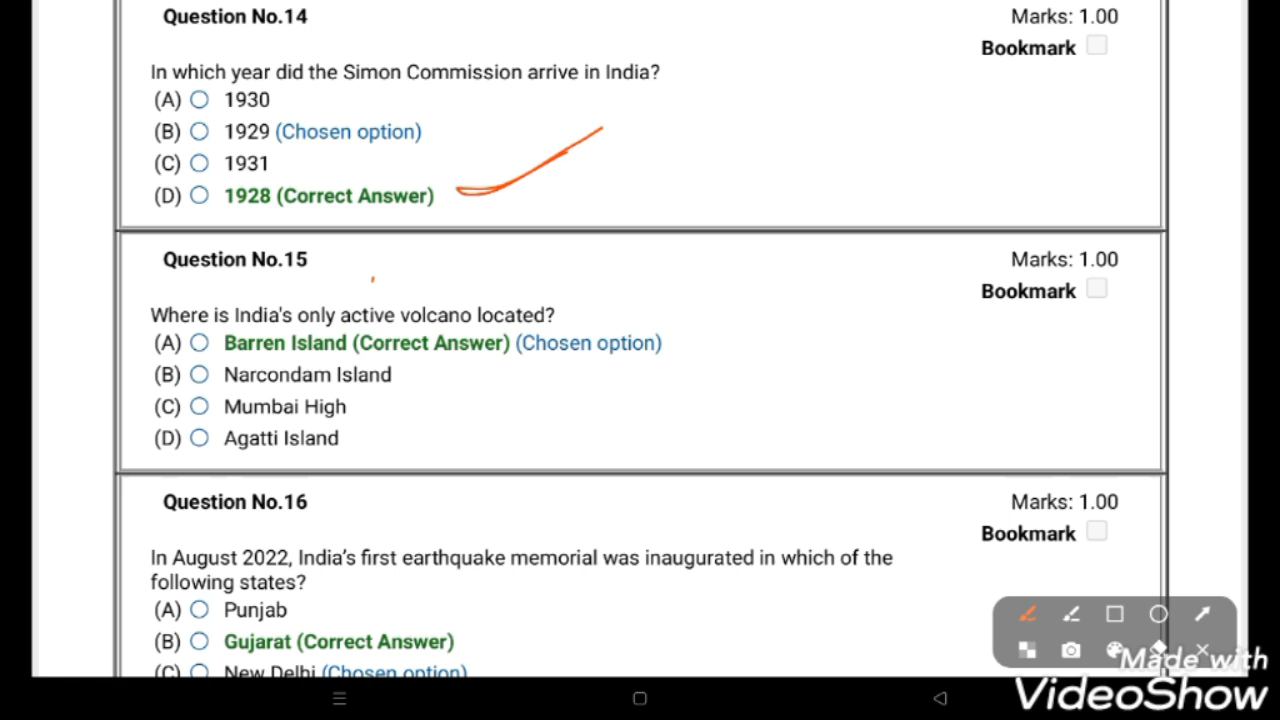 Question No.14 Marks: 1.00
Bookmark
In which year did the Simon Commission arrive in India?
(A) 1930
(B) 1929 (Chosen option)
(C) 1931
(D) 1928 (Correct Answer)
Question No.15 Marks: 1.00
Bookmark
Where is India's only active volcano located?
(A) Barren Island (Correct Answer) (Chosen option)
(B) Narcondam Island
(C) Mumbai High
(D) Agatti Island
Question No.16 Marks: 1.00
Bookmark
In August 2022, India’s first earthquake memorial was inaugurated in which of the
following states?
(A) Punjab
(B) Gujarat (Correct Answer)
(C) New Delhi (Chosen option)
Made with
VideoShow